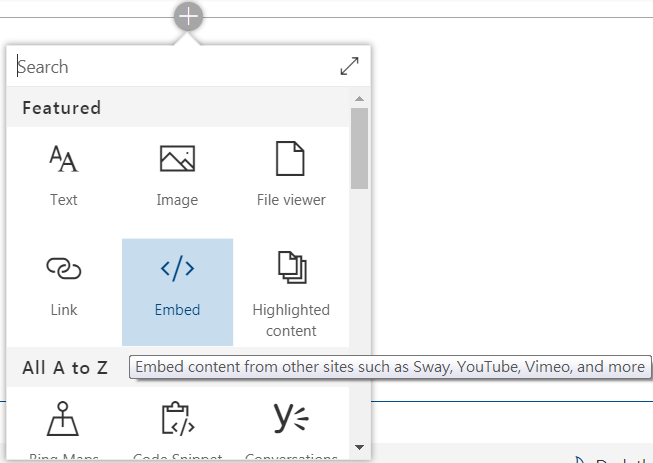 Search
Featured
Text Image File viewer
Link Embed Highlighted
content
All A to Z
Embed content from other sites such as Sway, YouTube, Vimeo, and more
Bing Maps Code Snippet Conversations